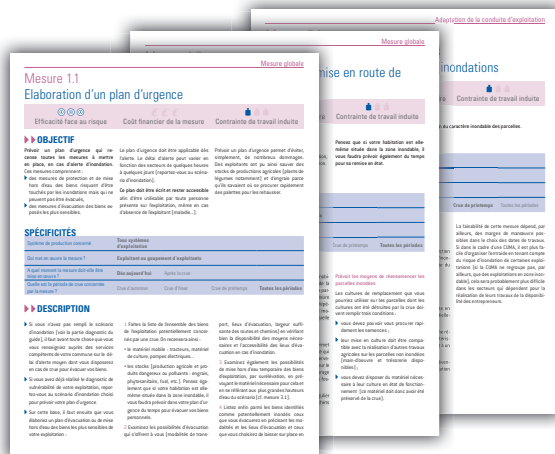 Mesure globale
Mesure 1.1
Elaboration d'un plan d'urgence
Efficacité face au risque
Coût financier de la mesure
Contrainte de travail induite
OBJECTIF
Prévoir un plan d'urgence qui re-
cense toutes les mesures à mettre
en place, en cas d'alerte d'inondation.
Ces mesures comprennent :
des mesures de protection et de mise
hors d'eau des biens risquant d'être
touchés par les inondations mais qui ne
peuvent pas être évacués,
des mesures d'évacuation des biens ex-
posés les plus sensibles.
Le plan d'urgence doit être applicable dès
l'alerte. Le délai d'alerte peut varier en
fonction des secteurs de quelques heures
à quelques jours (reportez-vous au scéna-
rio d'inondation).
Ce plan doit être écrit et rester accessible
afin d'être utilisable par toute personne
présente sur l'exploitation, même en cas
d'absence de l'exploitant (maladie...).
Prévoir un plan d'urgence permet d'éviter,
simplement, de nombreux dommages.
Des exploitants ont pu ainsi sauver des
stocks de productions agricoles (plants de
légumes notamment) et d'engrais parce
qu'ils savaient où se procurer rapidement
des palettes pour les rehausser.
SPÉCIFICITÉS
Système de production concerné
Tous systèmes
d'exploitation
Qui met en œuvre la mesure ?
Exploitant ou groupement d'exploitants
A quel moment la mesure doit-elle être
mise en œuvre ?
Dès aujourd'hui
Après la crue
Quelle est la période de crue concernée
par la mesure ?
Crue d'automne
Crue d'hiver
Crue de printemps
Toutes les périodes
DESCRIPTION
Si vous n'avez pas rempli le scénario
d'inondation (voir la partie diagnostic du
guide), il faut avant toute chose que vous
vous renseigniez auprès des services
compétents de votre commune sur le dé-
lai d'alerte moyen dont vous disposerez
en cas de crue pour évacuer vos biens.
Si vous avez déjà réalisé le diagnostic de
vulnérabilité de votre exploitation, repor-
tez-vous au scénario d'inondation choisi
pour prévoir votre plan d'urgence.
Sur cette base, il faut ensuite que vous
élaboriez un plan d'évacuation ou de mise
hors d'eau des biens les plus sensibles de
votre exploitation :
1 Faites la liste de l'ensemble des biens
de l'exploitation potentiellement concer-
nés par une crue. On recensera ainsi :
• le matériel mobile : tracteurs, matériel
de culture, pompes électriques...
• les stocks (production agricole et pro-
duits dangereux ou polluants : engrais,
phytosanitaire, fuel, etc.). Pensez éga-
lement que si votre habitation est elle-
même située dans la zone inondable, il
vous faudra prévoir dans votre plan d'ur-
gence du temps pour évacuer vos biens
personnels.
2 Examinez les possibilités d'évacuation
qui s'offrent à vous (modalités de trans-
port, lieux d'évacuation, largeur suffi-
sante des routes et chemins) en vérifiant
bien la disponibilité des moyens néces-
saires et l'accessibilité des lieux d'éva-
cuation en cas d'inondation.
3 Examinez également les possibilités
de mise hors d'eau temporaire des biens
d'exploitation, par surélévation, en pré-
voyant le matériel nécessaire pour cela et
en se référant aux plus grandes hauteurs
d'eau du scénario (cf. mesure 3.1).
4 Listez enfin parmi les biens identifiés
comme potentiellement inondés ceux
que vous évacuerez en précisant les mo-
dalités et les lieux d'évacuation et ceux
que vous choisirez de laisser sur place en
Mesure globale
mise en route de
Contrainte de travail induite
Pensez que si votre habitation est elle-
même située dans la zone inondable, il
vous faudra prévoir également du temps
pour sa remise en état.
Crue de printemps
Toutes les périodes
Prévoir les moyens de réensemencer les
parcelles inondées
Les cultures de remplacement que vous
pourrez utiliser sur les parcelles dont les
cultures ont été détruites par la crue doi-
vent remplir trois conditions :
vous devez pouvoir vous procurer rapi-
dement les semences ;
leur mise en culture doit être compa-
tible avec la réalisation d'autres travaux
agricoles sur les parcelles non inondées
(main-d'œuvre et trésorerie dispo-
nibles) ;
vous devez disposer du matériel néces-
saire à leur culture en état de fonction-
nement (ce matériel doit donc avoir été
préservé de la crue).
Adaptation de la conduite d'exploitation
inondations
Contrainte de travail induite
du caractère inondable des parcelles.
Crue de printemps
Toutes les périodes
La faisabilité de cette mesure dépend, par
ailleurs, des marges de manœuvre pos-
sibles dans le choix des dates de travaux.
Si dans le cadre d'une CUMA, il est plus fa-
cile d'organiser l'entraide en tenant compte
du risque d'inondation de certaines exploi-
tations (si la CUMA ne regroupe pas, par
ailleurs, que des exploitations en zone inon-
dable), cela sera probablement plus difficile
dans les secteurs qui dépendent pour la
réalisation de leurs travaux de la disponibi-
lité des entrepreneurs.